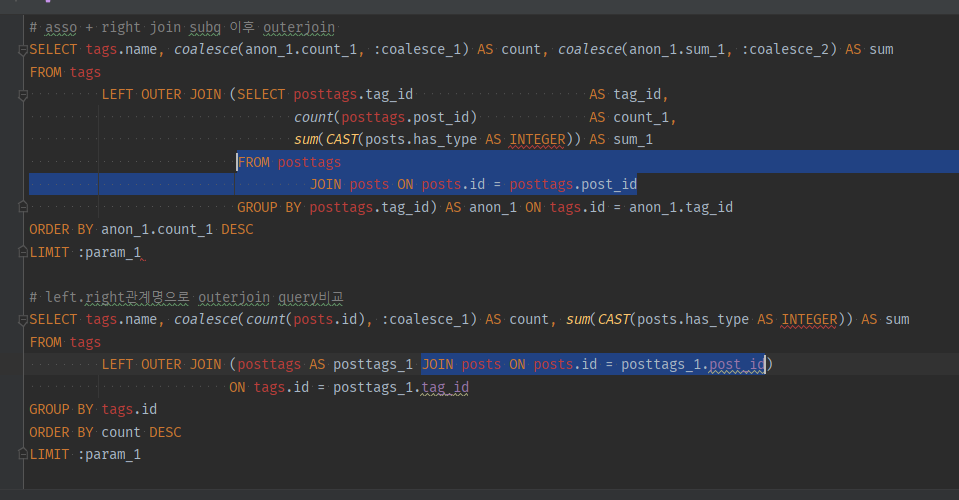 # asso + right join subq 이후 outerjoin
SELECT tags.name, coalesce(anon_1.count_1, :coalesce_1) AS count, coalesce(anon_1.sum_1, :coalesce_2) AS sum
FROM tags
LEFT OUTER JOIN (SELECT posttags.tag_id AS tag_id,
count(posttags.post_id) AS count_1,
sum(CAST(posts.has_type AS INTEGER)) AS sum_1
FROM posttags
JOIN posts ON posts.id = posttags.post_id
GROUP BY posttags.tag_id) AS anon_1 ON tags.id = anon_1.tag_id
ORDER BY anon_1.count_1 DESC
LIMIT :param_1
# left.right관계명으로 outerjoin query비교
SELECT tags.name, coalesce(count(posts.id), :coalesce_1) AS count, sum(CAST(posts.has_type AS INTEGER)) AS sum
FROM tags
LEFT OUTER JOIN (posttags AS posttags_1 JOIN posts ON posts.id = posttags_1.post_id)
ON tags.id = posttags_1.tag_id
GROUP BY tags.id
ORDER BY count DESC
LIMIT :param_1